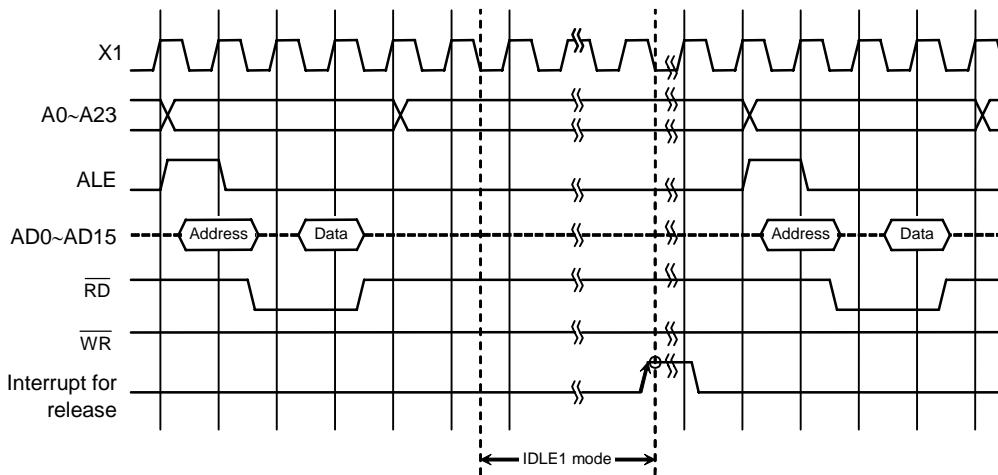 X1
A0~A23
ALE
AD0~AD15
Address
Data
Address
Data
RD
WR
Interrupt for
release
IDLE1 mode